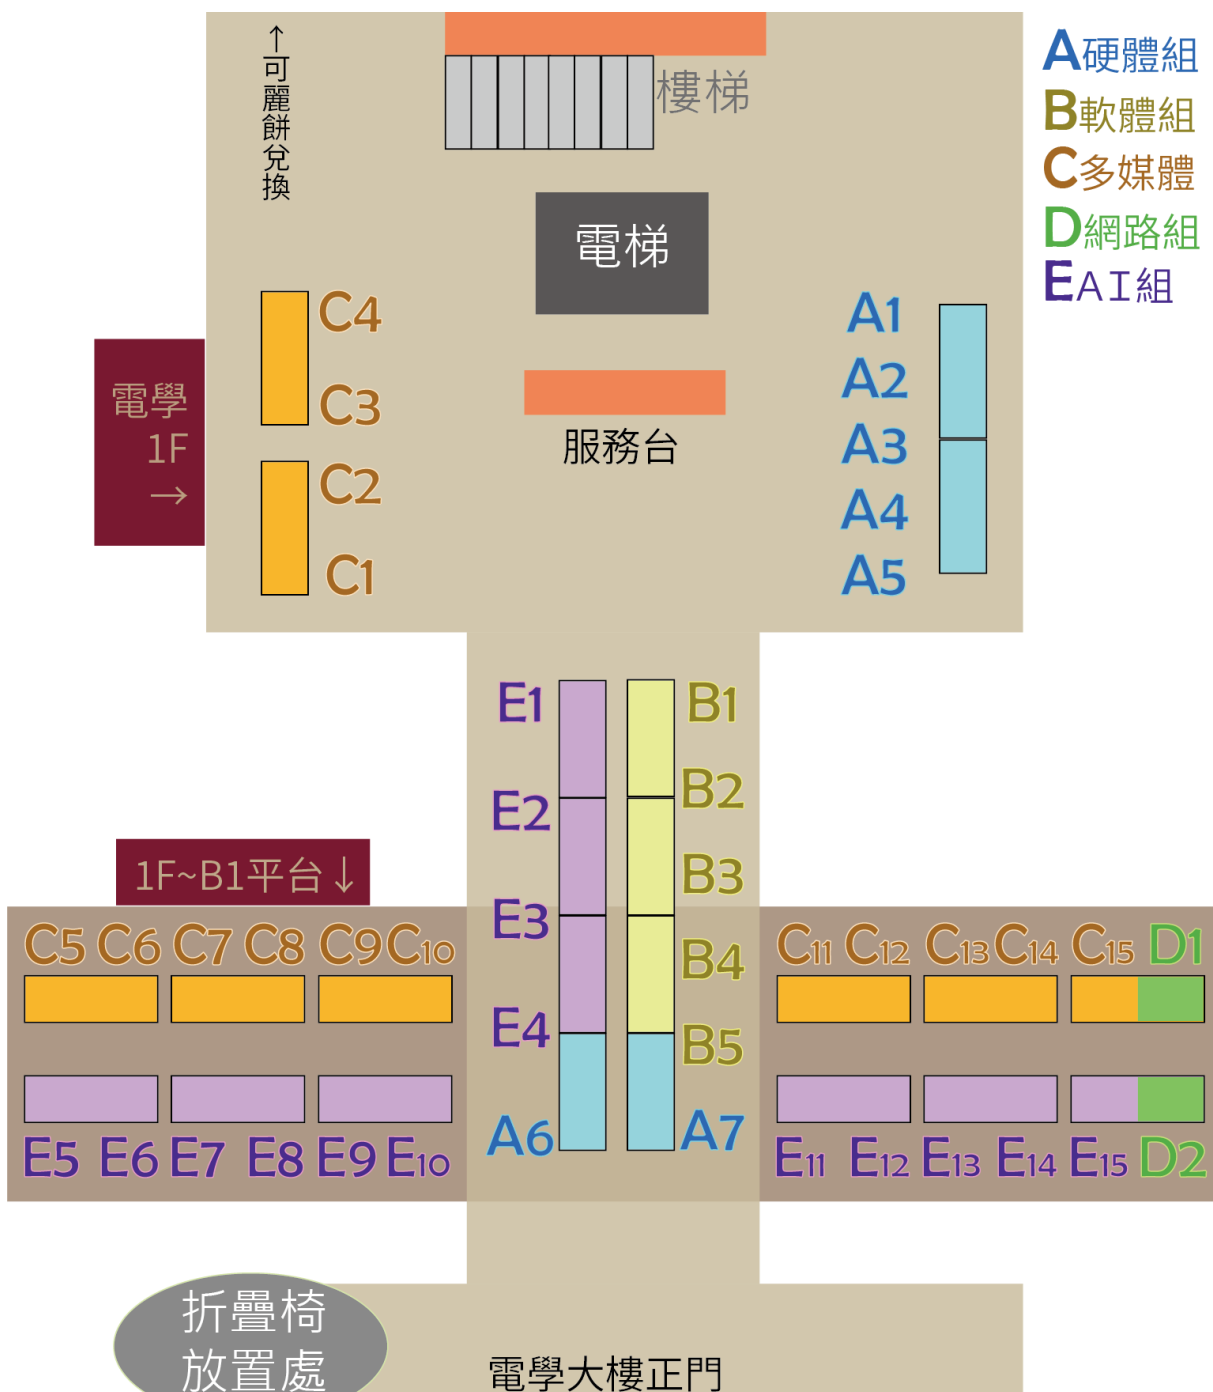 ↑可麗餅兌換
樓梯
A硬體組
B軟體組
C多媒體
D網路組
EAI組
電梯
C4
C3
C2
C1
電學
1F
→
服務台
A1
A2
A3
A4
A5
E1
E2
E3
E4
A6
B1
B2
B3
B4
B5
A7
1F~B1平台↓
C5 C6 C7 C8 C9 C10
C11 C12 C13 C14 C15 D1
E5 E6 E7 E8 E9 E10
E11 E12 E13 E14 E15 D2
折疊椅
放置處
電學大樓正門